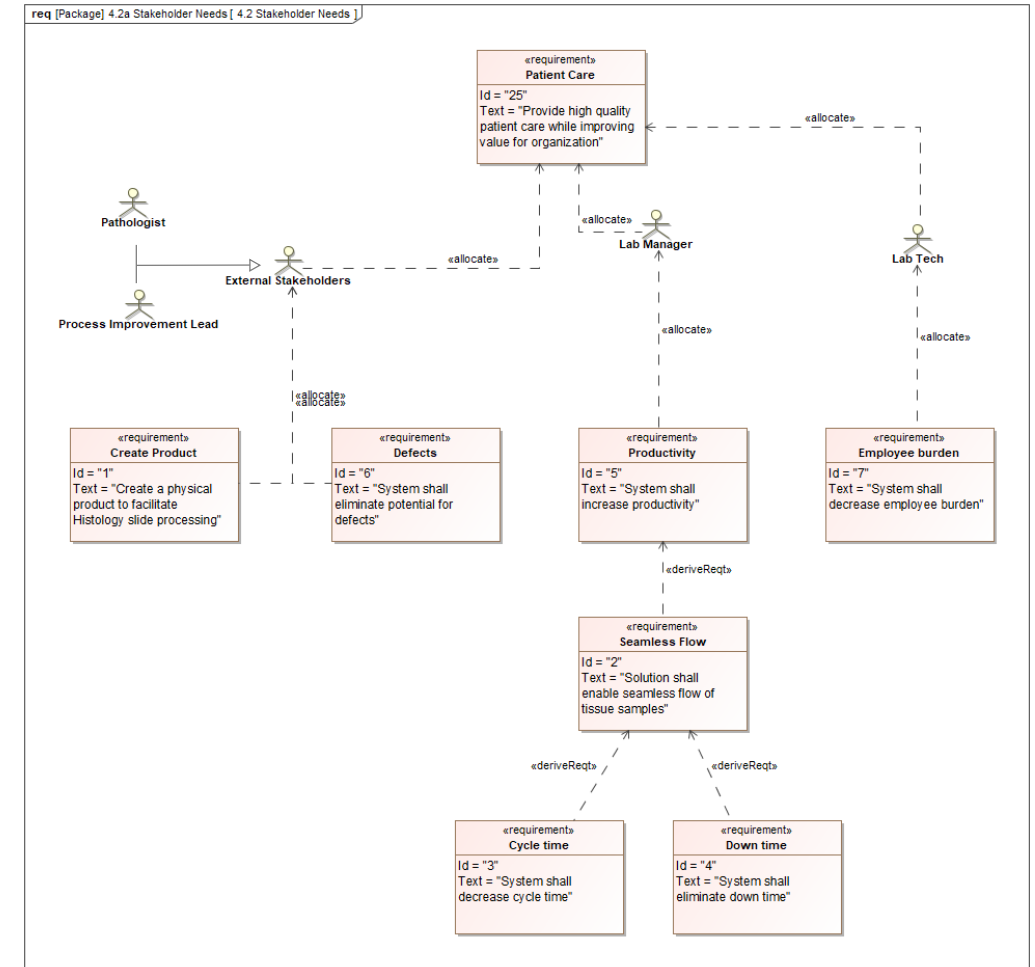 req [Package] 4.2a Stakeholder Needs [ 4.2 Stakeholder Needs ]
«requirement»
Patient Care
Id = "25"
Text = "Provide high quality
patient care while improving
value for organization"
«allocate»
Pathologist
«allocate»
Lab Manager
Lab Tech
«allocate»
External Stakeholders
Process Improvement Lead
«allocate»
«allocate»
«allocate»
«allocate»
«requirement»
Create Product
Id = "1"
Text = "Create a physical
product to facilitate
Histology slide processing"
«requirement»
Defects
Id = "6"
Text = "System shall
eliminate potential for
defects"
«requirement»
Productivity
Id = "5"
Text = "System shall
increase productivity"
«requirement»
Employee burden
Id = "7"
Text = "System shall
decrease employee burden"
«deriveReqt»
«requirement»
Seamless Flow
Id = "2"
Text = "Solution shall
enable seamless flow of
tissue samples"
«deriveReqt»
«deriveReqt»
«requirement»
Cycle time
Id = "3"
Text = "System shall
decrease cycle time"
«requirement»
Down time
Id = "4"
Text = "System shall
eliminate down time"